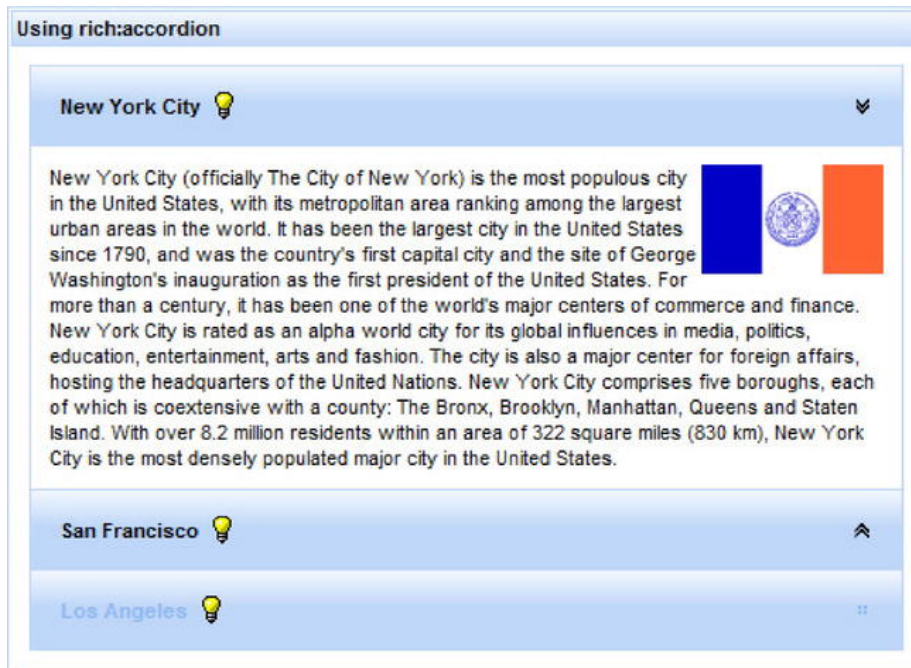 Using rich:accordion
New York City
New York City (officially The City of New York) is the most populous city
in the United States, with its metropolitan area ranking among the largest
urban areas in the world. It has been the largest city in the United States
since 1790, and was the country's first capital city and the site of George
Washington's inauguration as the first president of the United States. For
more than a century, it has been one of the world's major centers of commerce and finance.
New York City is rated as an alpha world city for its global influences in media, politics,
education, entertainment, arts and fashion. The city is also a major center for foreign affairs,
hosting the headquarters of the United Nations. New York City comprises five boroughs, each
of which is coextensive with a county: The Bronx, Brooklyn, Manhattan, Queens and Staten
Island. With over 8.2 million residents within an area of 322 square miles (830 km), New York
City is the most densely populated major city in the United States.
San Francisco
Los Angeles